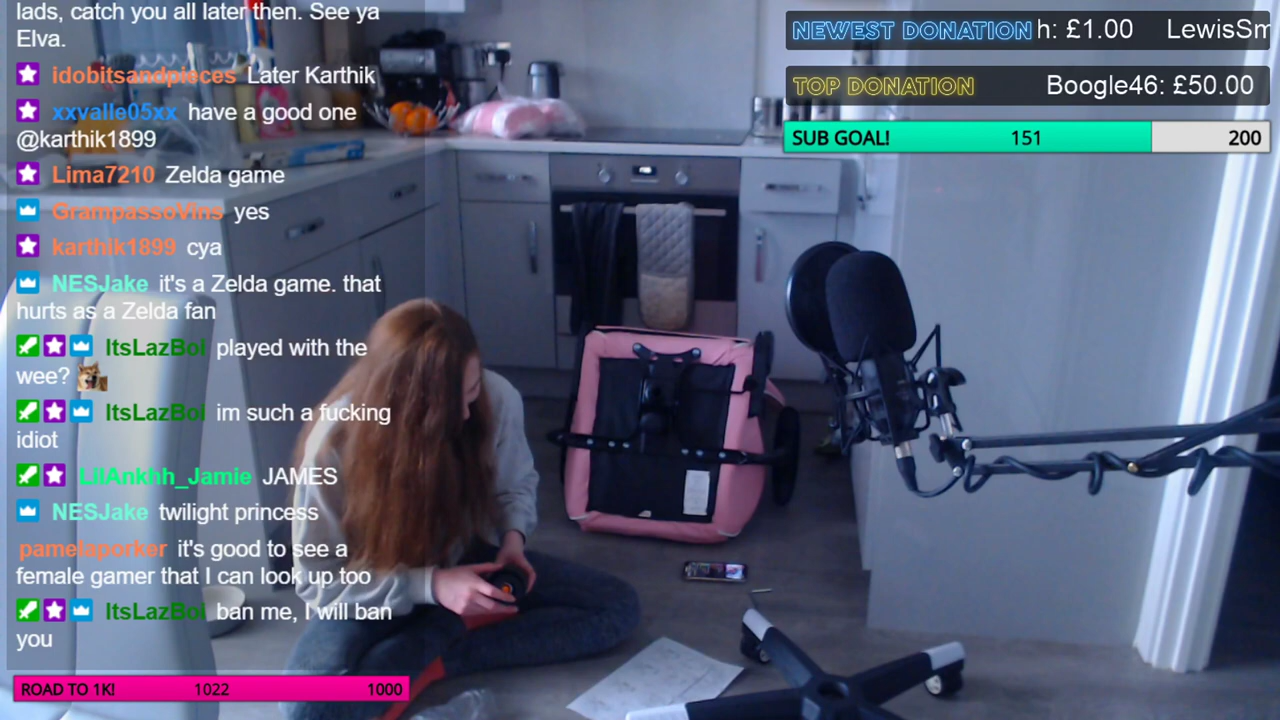 lads, catch you all later then. See ya
Elva.
idobitsandpieces Later Karthik
xxvalle05xx have a good one
@karthik1899
Lima7210 Zelda game
GrampassoVins yes
karthik1899 cya
NESJake it's a Zelda game. that
hurts as a Zelda fan
ItsLazBol played with the
wee?
ItsLazBol im such a fucking
idiot
LilAnkhh_Jamie JAMES
NESJake twilight princess
pamelaporker it's good to see a
female gamer that I can look up too
ItsLazBol ban me, I will ban
you
ROAD TO 1K! 1022 1000
NEWEST DONATION h: £1.00 LewisSm
TOP DONATION Boogle46: £50.00
SUB GOAL! 151 200